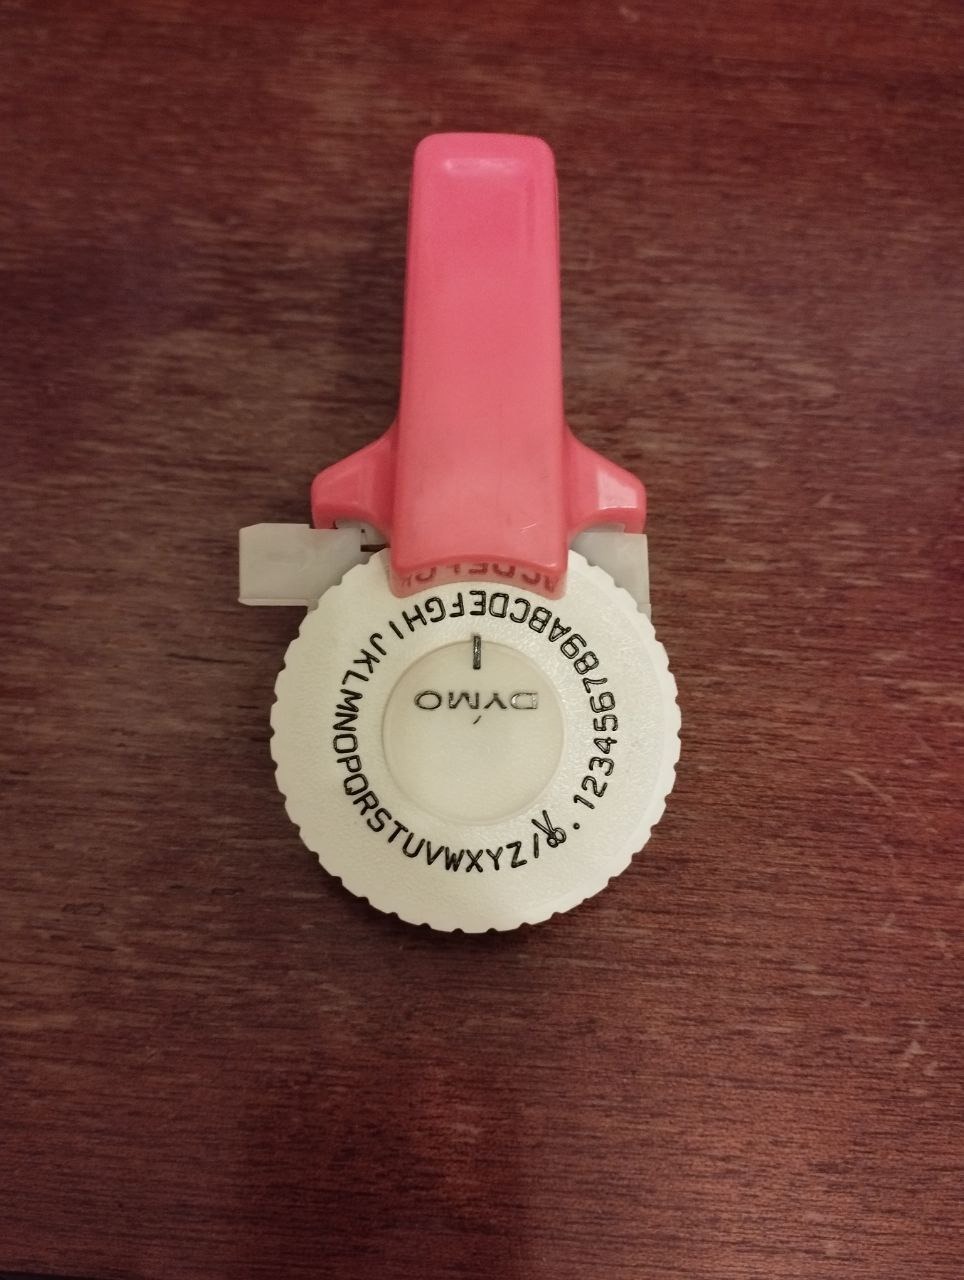 DYMO
ABCDEFGHIJKLMNOPQRSTUVWXYZ/
.123456789